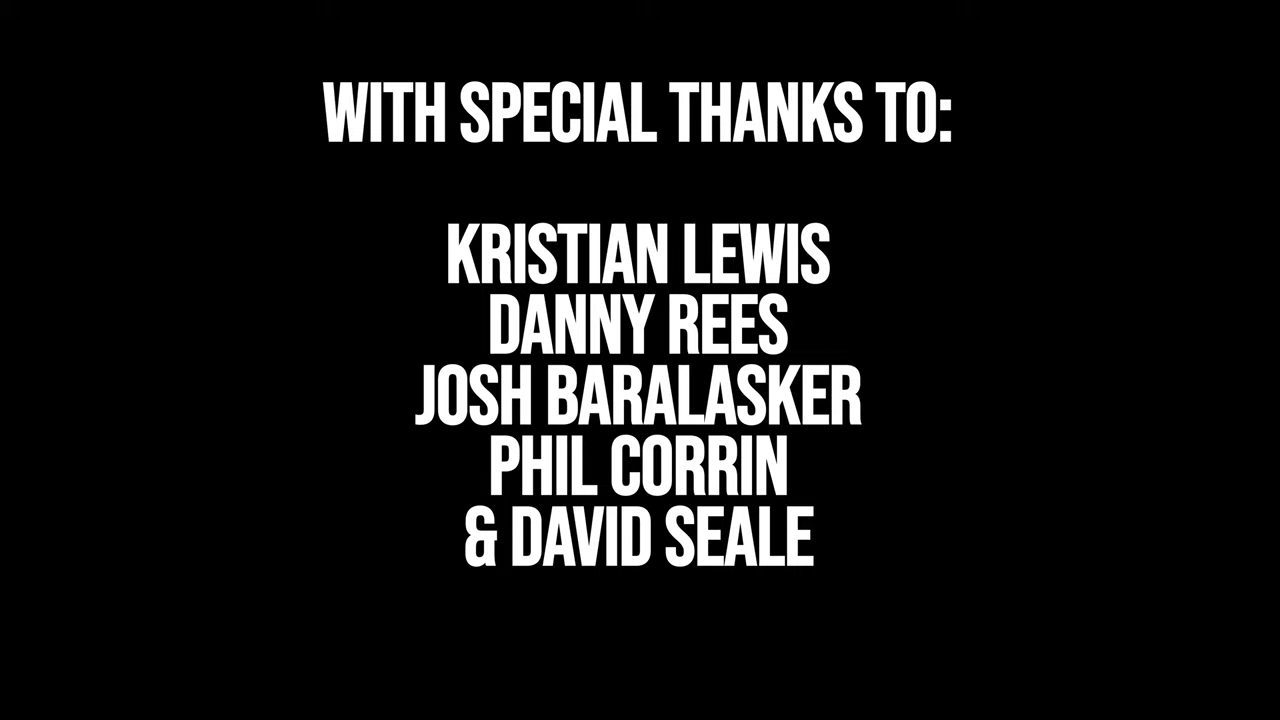 WITH SPECIAL THANKS TO:
KRISTIAN LEWIS
DANNY REES
JOSH BARALASKER
PHIL CORRIN
& DAVID SEALE